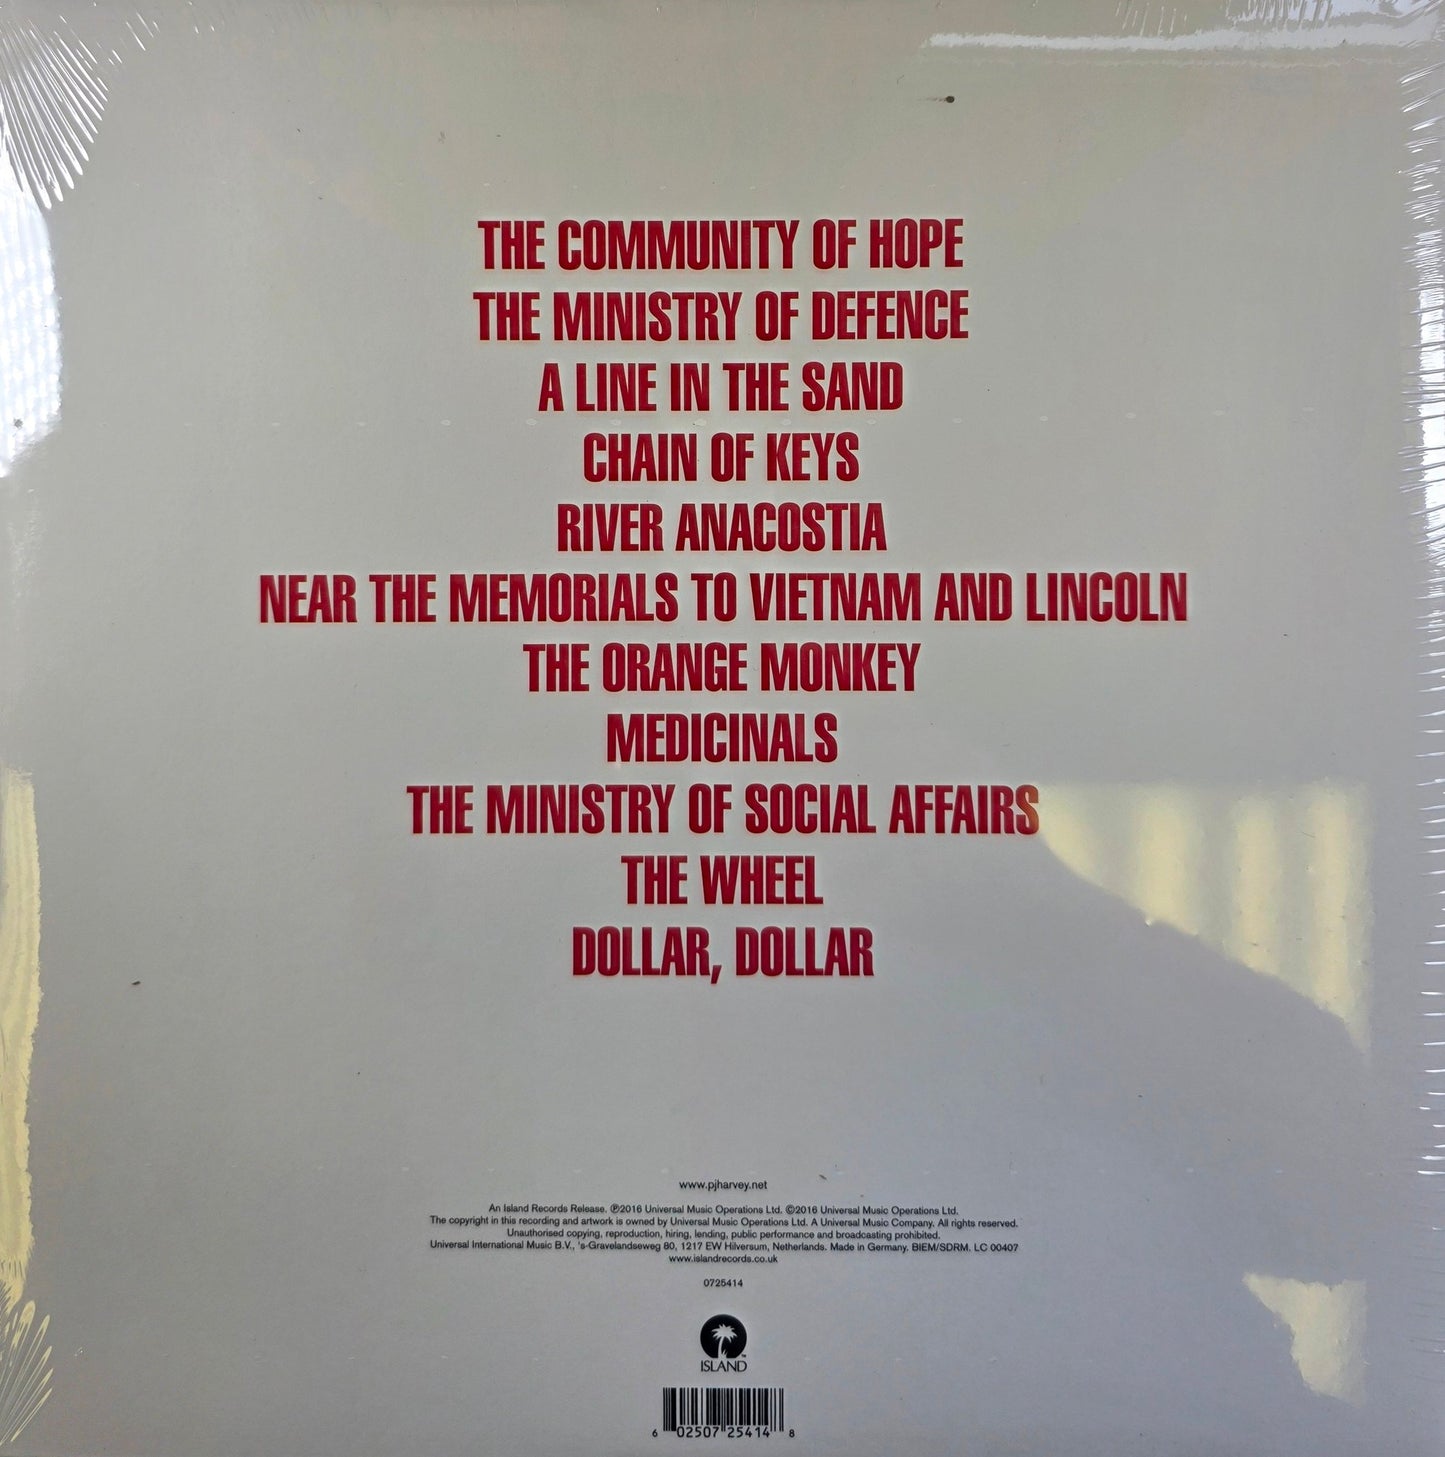 THE COMMUNITY OF HOPE
THE MINISTRY OF DEFENCE
A LINE IN THE SAND
CHAIN OF KEYS
RIVER ANACOSTIA
NEAR THE MEMORIALS TO VIETNAM AND LINCOLN
THE ORANGE MONKEY
MEDICINALS
THE MINISTRY OF SOCIAL AFFAIRS
THE WHEEL
DOLLAR, DOLLAR
www.pjharvey.net
An Island Records Release. ℗2016 Universal Music Operations Ltd. ©2016 Universal Music Operations Ltd.
The copyright in this recording and artwork is owned by Universal Music Operations Ltd. A Universal Music Company. All rights reserved.
Unauthorised copying, reproduction, hiring, lending, public performance and broadcasting prohibited.
Universal International Music B.V., 's-Gravelandseweg 80, 1217 EW Hilversum, Netherlands. Made in Germany. BIEM/SDRM. LC 00407
www.islandrecords.co.uk
0725414
ISLAND
6 02507 25414 8